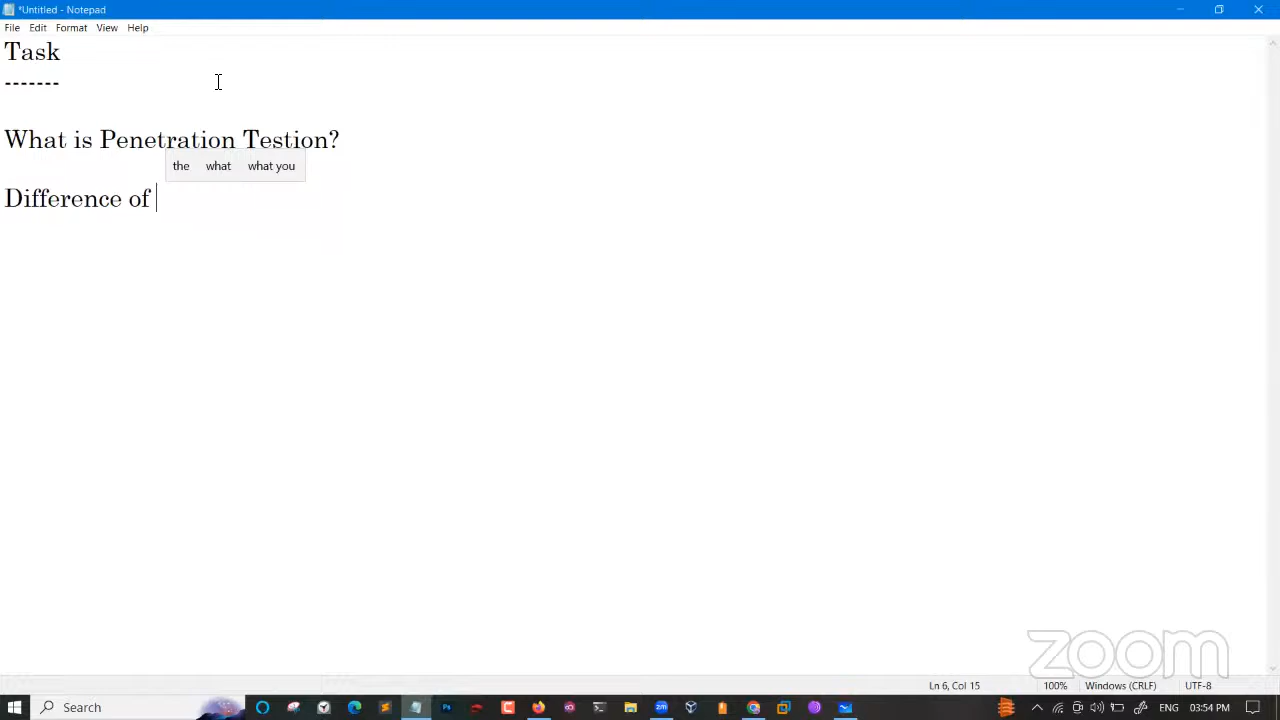 *Untitled - Notepad
File Edit Format View Help
Task
-------
What is Penetration Testion?
the what what you
Difference of
zoom
Ln 6, Col 15 100% Windows (CRLF) UTF-8
Search ENG 03:54 PM